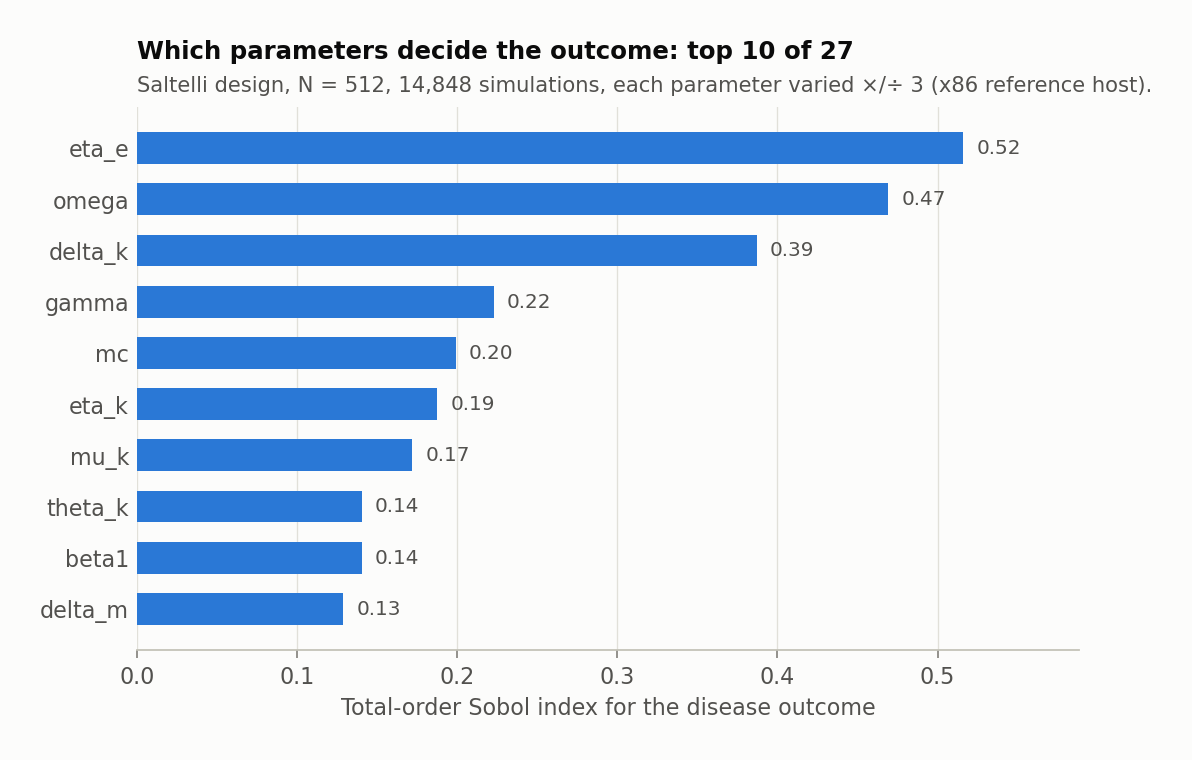 Which parameters decide the outcome: top 10 of 27
Saltelli design, N = 512, 14,848 simulations, each parameter varied ×/÷ 3 (x86 reference host).
eta_e 0.52
omega 0.47
delta_k 0.39
gamma 0.22
mc 0.20
eta_k 0.19
mu_k 0.17
theta_k 0.14
beta1 0.14
delta_m 0.13
0.0 0.1 0.2 0.3 0.4 0.5
Total-order Sobol index for the disease outcome